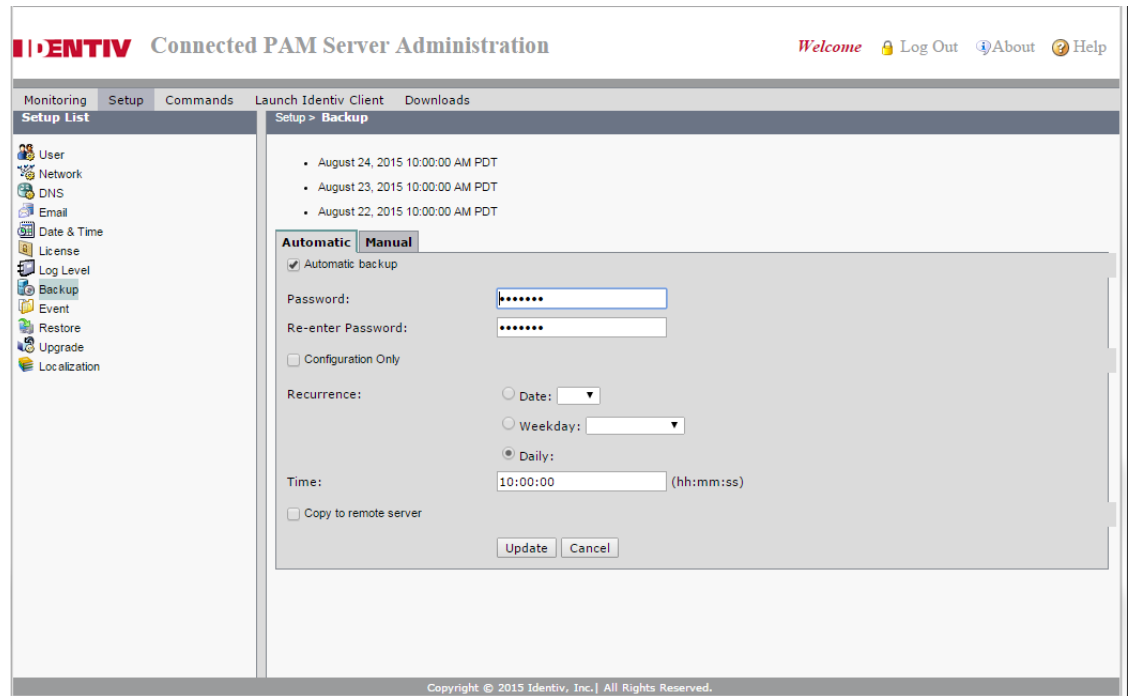 IDENTIV Connected PAM Server Administration Welcome Log Out About Help
Monitoring Setup Commands Launch Identiv Client Downloads
Setup List
User
Network
DNS
Email
Date & Time
License
Log Level
Backup
Event
Restore
Upgrade
Localization
Setup > Backup
• August 24, 2015 10:00:00 AM PDT
• August 23, 2015 10:00:00 AM PDT
• August 22, 2015 10:00:00 AM PDT
Automatic Manual
Automatic backup
Password: •••••••
Re-enter Password: •••••••
Configuration Only
Recurrence: Date:
Weekday:
Daily:
Time: 10:00:00 (hh:mm:ss)
Copy to remote server
Update Cancel
Copyright © 2015 Identiv, Inc.| All Rights Reserved.